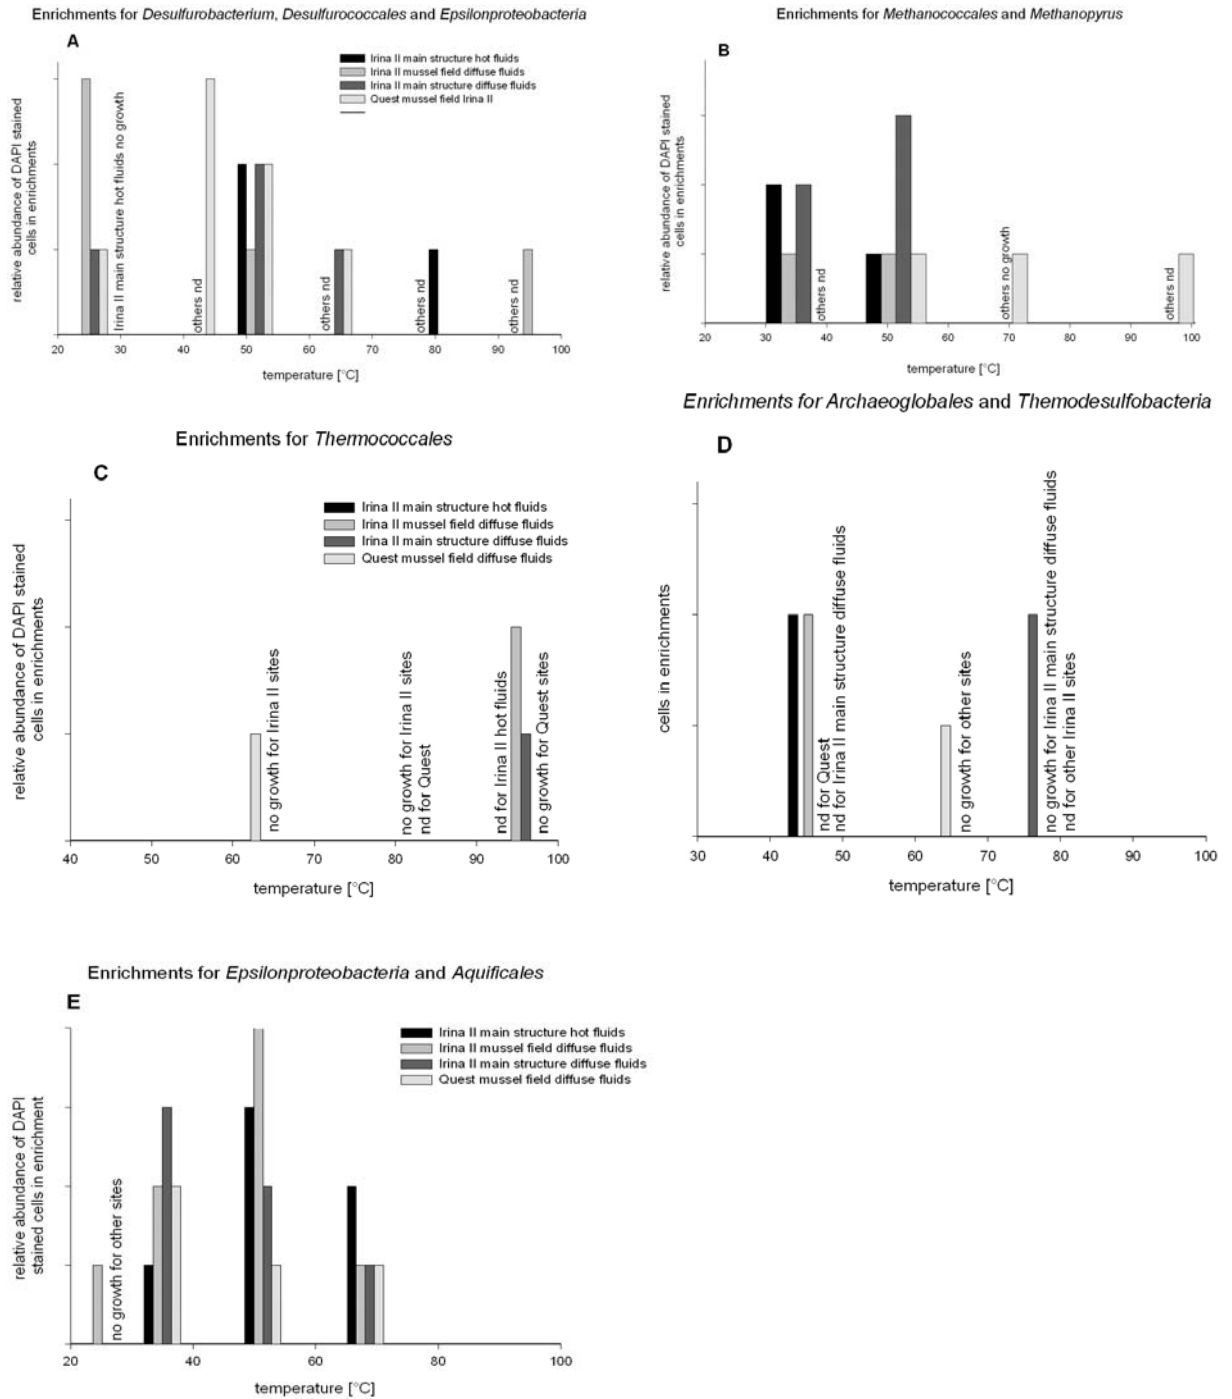 Enrichments for Desulfurobacterium, Desulfurococcales and Epsilonproteobacteria
A
Irina II main structure hot fluids
Irina II mussel field diffuse fluids
Irina II main structure diffuse fluids
Quest mussel field Irina II
relative abundance of DAPI stained
cells in enrichments
Irina II main structure hot fluids no growth
others nd
others nd
others nd
others nd
20 30 40 50 60 70 80 90 100
temperature [°C]
Enrichments for Methanococcales and Methanopyrus
B
relative abundance of DAPI stained
cells in enrichments
others nd
others no growth
others nd
20 30 40 50 60 70 80 90 100
temperature [°C]
Enrichments for Thermococcales
C
Irina II main structure hot fluids
Irina II mussel field diffuse fluids
Irina II main structure diffuse fluids
Quest mussel field diffuse fluids
relative abundance of DAPI stained
cells in enrichments
no growth for Irina II sites
no growth for Irina II sites
nd for Quest
nd for Irina II hot fluids
no growth for Quest sites
40 50 60 70 80 90 100
temperature [°C]
Enrichments for Archaeoglobales and Themodesulfobacteria
D
cells in enrichments
nd for Quest
nd for Irina II main structure diffuse fluids
no growth for other sites
no growth for Irina II main structure diffuse fluids
nd for other Irina II sites
30 40 50 60 70 80 90 100
temperature [°C]
Enrichments for Epsilonproteobacteria and Aquificales
E
Irina II main structure hot fluids
Irina II mussel field diffuse fluids
Irina II main structure diffuse fluids
Quest mussel field diffuse fluids
relative abundance of DAPI
stained cells in enrichment
no growth for other sites
20 40 60 80 100
temperature [°C]